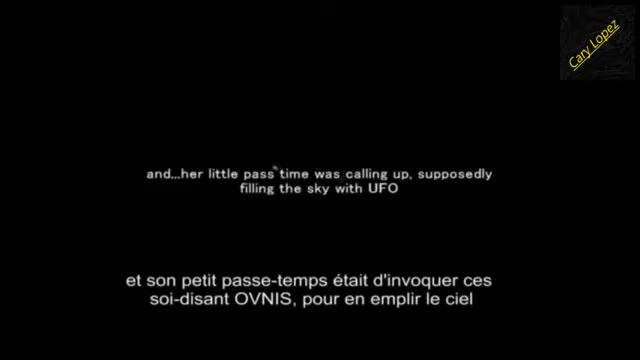 Cary Lopez
and...her little pass time was calling up, supposedly
filling the sky with UFO
et son petit passe-temps était d'invoquer ces
soi-disant OVNIS, pour en emplir le ciel